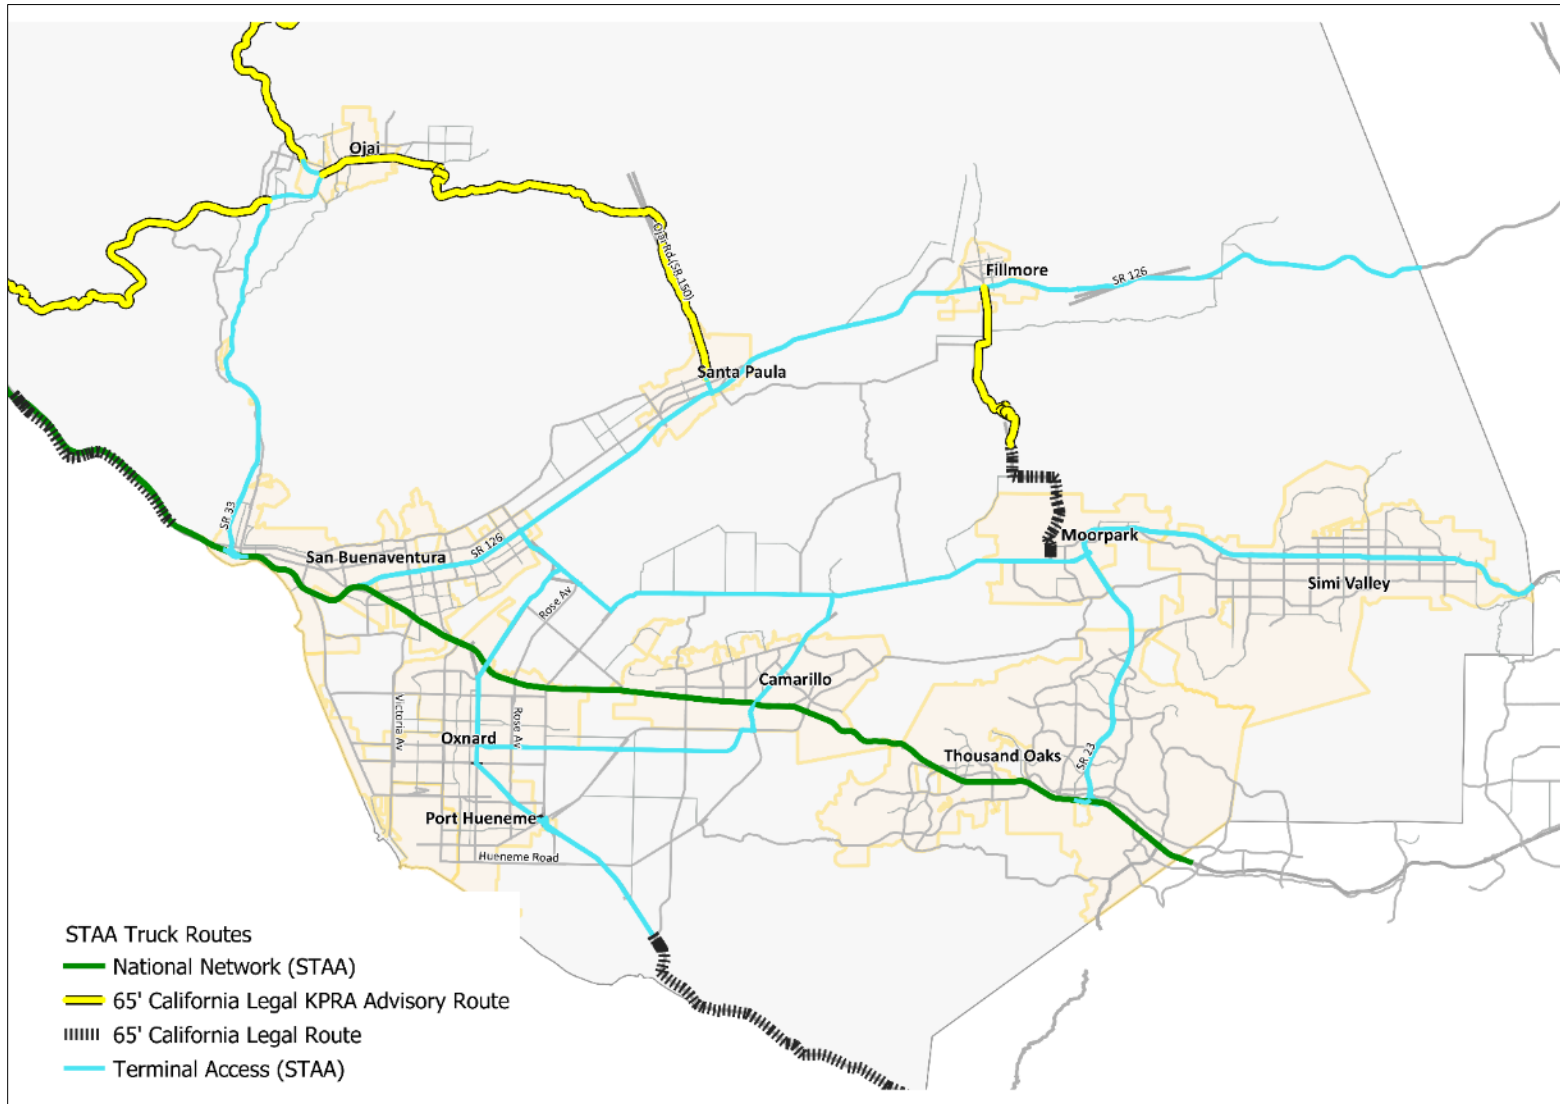 Ojai
Ojai Rd (SR 150)
Fillmore
SR 126
Santa Paula
SR 33
San Buenaventura
SR 126
Moorpark
Simi Valley
Rose Av
Camarillo
Victoria Av
Rose Av
Oxnard
Thousand Oaks
SR 23
Port Hueneme
Hueneme Road
STAA Truck Routes
National Network (STAA)
65' California Legal KPRA Advisory Route
65' California Legal Route
Terminal Access (STAA)